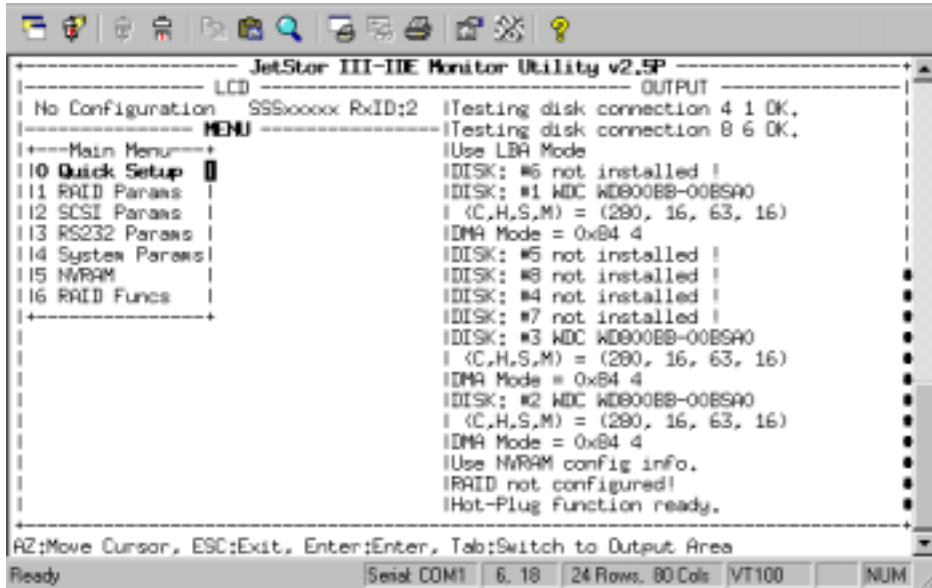 JetStor III-IDE Monitor Utility v2.5P
LCD
OUTPUT
No Configuration SSSxxxxx RxID:2
Testing disk connection 4 1 OK.
MENU
Testing disk connection 8 6 OK.
Main Menu
Use LBA Mode
0 Quick Setup
DISK: #6 not installed !
1 RAID Params
DISK: #1 WDC WD800BB-00BSA0
2 SCSI Params
(C,H,S,M) = (280, 16, 63, 16)
3 RS232 Params
DMA Mode = 0x84 4
4 System Params
DISK: #5 not installed !
5 NVRAM
DISK: #8 not installed !
6 RAID Funcs
DISK: #4 not installed !
DISK: #7 not installed !
DISK: #3 WDC WD800BB-00BSA0
(C,H,S,M) = (280, 16, 63, 16)
DMA Mode = 0x84 4
DISK: #2 WDC WD800BB-00BSA0
(C,H,S,M) = (280, 16, 63, 16)
DMA Mode = 0x84 4
Use NVRAM config info.
RAID not configured!
Hot-Plug function ready.
AZ:Move Cursor, ESC:Exit, Enter:Enter, Tab:Switch to Output Area
Ready
Serial: COM1
6, 18
24 Rows, 80 Cols
VT100
NUM